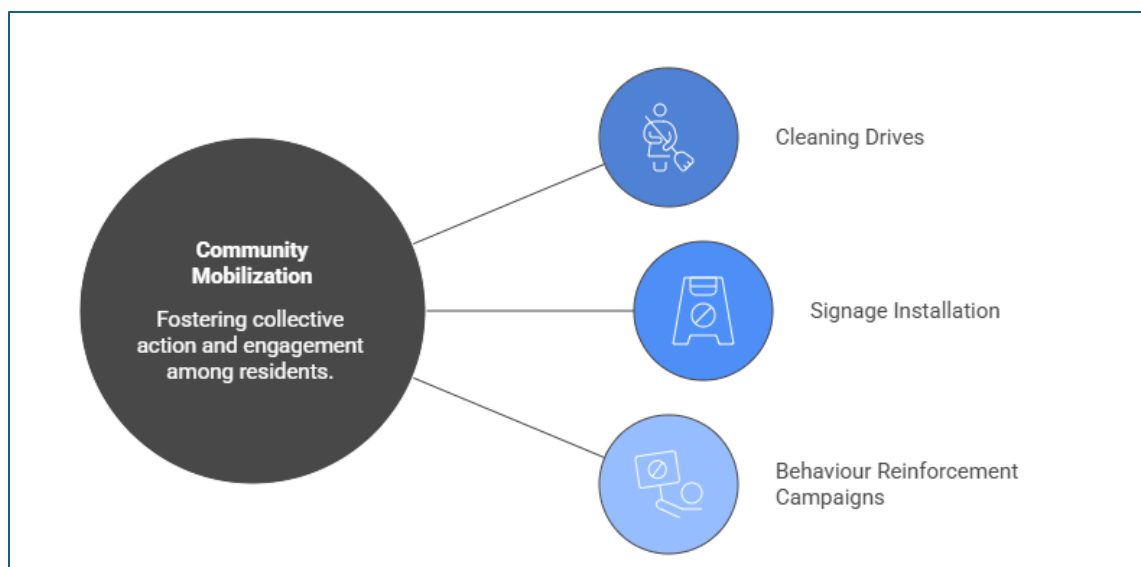 Community
Mobilization
Fostering collective
action and engagement
among residents.
Cleaning Drives
Signage Installation
Behaviour Reinforcement
Campaigns